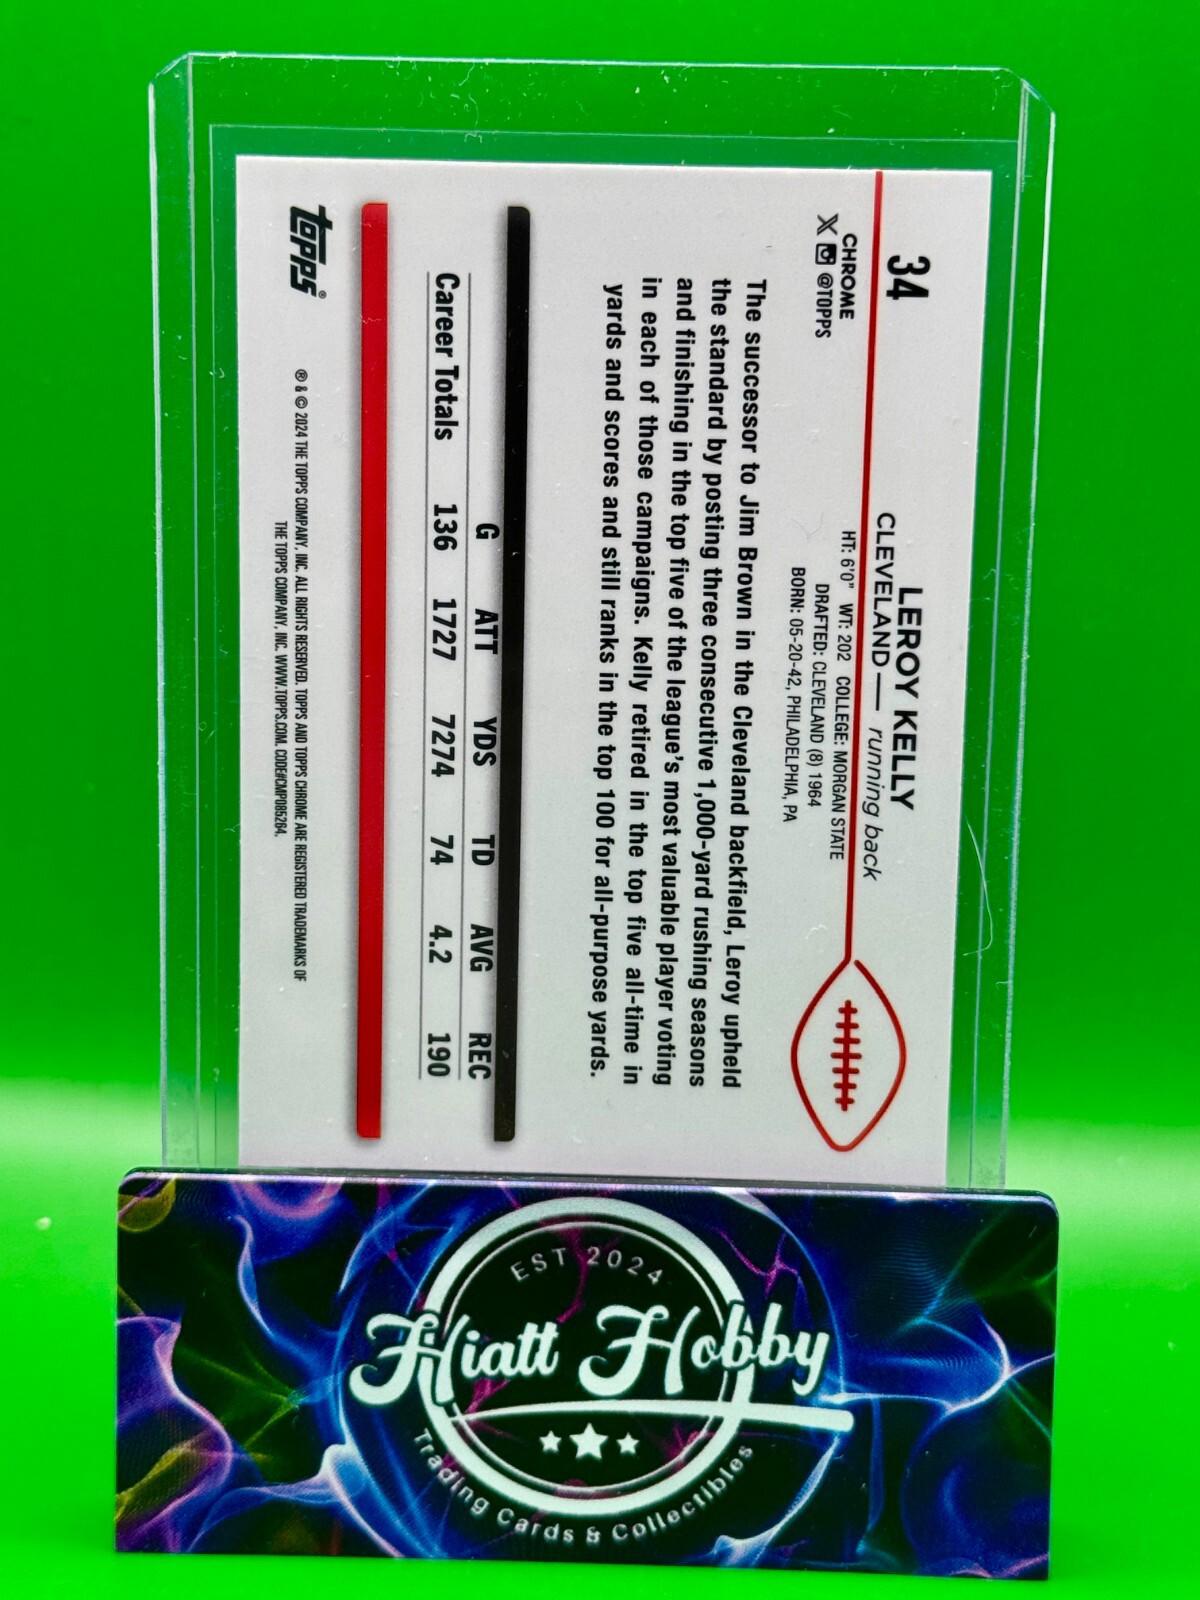 34
LEROY KELLY
CLEVELAND — running back
CHROME
X @TOPPS
HT: 6'0" WT: 202 COLLEGE: MORGAN STATE
DRAFTED: CLEVELAND (8) 1964
BORN: 05-20-42, PHILADELPHIA, PA
The successor to Jim Brown in the Cleveland backfield, Leroy upheld
the standard by posting three consecutive 1,000-yard rushing seasons
and finishing in the top five of the league's most valuable player voting
in each of those campaigns. Kelly retired in the top five all-time in
yards and scores and still ranks in the top 100 for all-purpose yards.
G ATT YDS TD AVG REC
Career Totals 136 1727 7274 74 4.2 190
topps®
® & © 2024 THE TOPPS COMPANY, INC. ALL RIGHTS RESERVED. TOPPS AND TOPPS CHROME ARE REGISTERED TRADEMARKS OF
THE TOPPS COMPANY, INC. WWW.TOPPS.COM. CODE#CMP085264.
EST 2024
Hiatt Hobby
Trading Cards & Collectibles